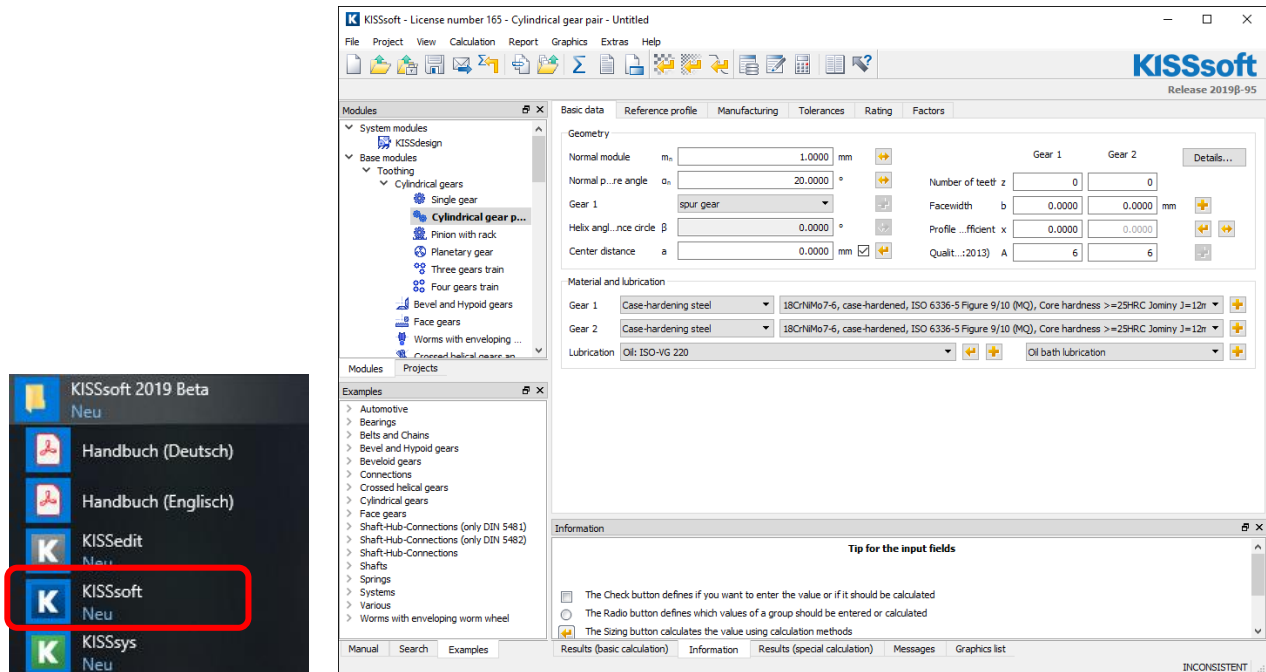 KISSsoft 2019 Beta
Neu
Handbuch (Deutsch)
Handbuch (Englisch)
KISSedit
Neu
KISSsoft
Neu
KISSsys
Neu
KISSsoft - License number 165 - Cylindrical gear pair - Untitled
File Project View Calculation Report Graphics Extras Help
KISSsoft
Release 2019β-95
Modules
System modules
KISSdesign
Base modules
Toothing
Cylindrical gears
Single gear
Cylindrical gear p...
Pinion with rack
Planetary gear
Three gears train
Four gears train
Bevel and Hypoid gears
Face gears
Worms with enveloping ...
Crossed helical gears an
Modules Projects
Examples
Automotive
Bearings
Belts and Chains
Bevel and Hypoid gears
Beveloid gears
Connections
Crossed helical gears
Cylindrical gears
Face gears
Shaft-Hub-Connections (only DIN 5481)
Shaft-Hub-Connections (only DIN 5482)
Shaft-Hub-Connections
Shafts
Springs
Systems
Various
Worms with enveloping worm wheel
Manual Search Examples
Basic data Reference profile Manufacturing Tolerances Rating Factors
Geometry
Normal module mn 1.0000 mm
Normal p...re angle αn 20.0000 °
Gear 1 spur gear
Helix angl...nce circle β 0.0000 °
Center distance a 0.0000 mm
Gear 1 Gear 2 Details...
Number of teeth z 0 0
Facewidth b 0.0000 0.0000 mm
Profile ...fficient x 0.0000 0.0000
Qualit...:2013) A 6 6
Material and lubrication
Gear 1 Case-hardening steel 18CrNiMo7-6, case-hardened, ISO 6336-5 Figure 9/10 (MQ), Core hardness >=25HRC Jominy J=12m
Gear 2 Case-hardening steel 18CrNiMo7-6, case-hardened, ISO 6336-5 Figure 9/10 (MQ), Core hardness >=25HRC Jominy J=12m
Lubrication Oil: ISO-VG 220 Oil bath lubrication
Information
Tip for the input fields
The Check button defines if you want to enter the value or if it should be calculated
The Radio button defines which values of a group should be entered or calculated
The Sizing button calculates the value using calculation methods
Results (basic calculation) Information Results (special calculation) Messages Graphics list
INCONSISTENT